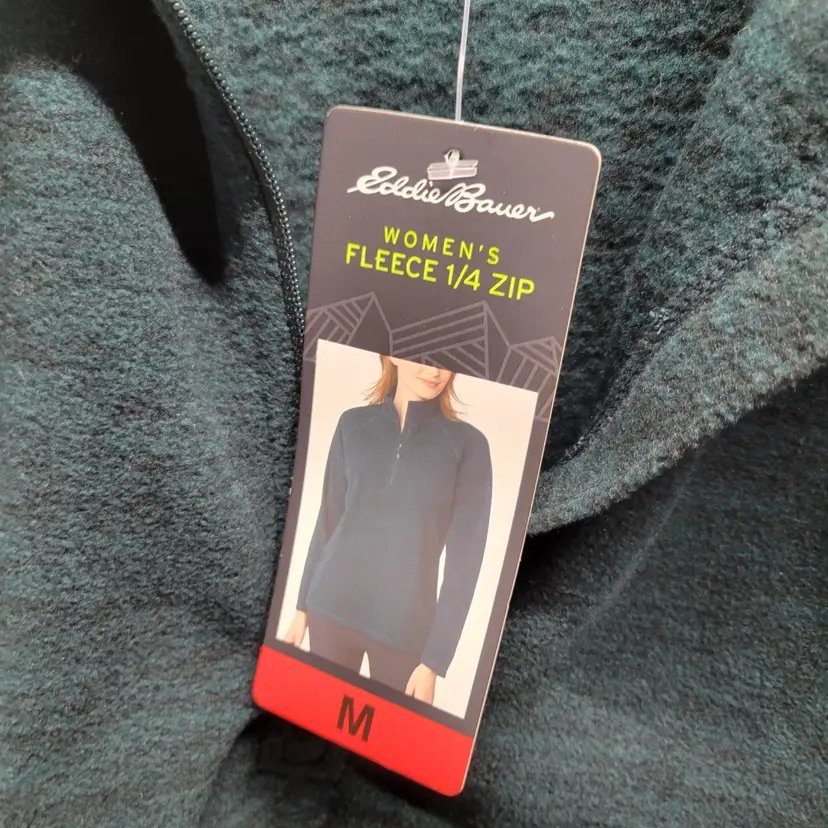 Eddie Bauer
WOMEN'S
FLEECE 1/4 ZIP
M